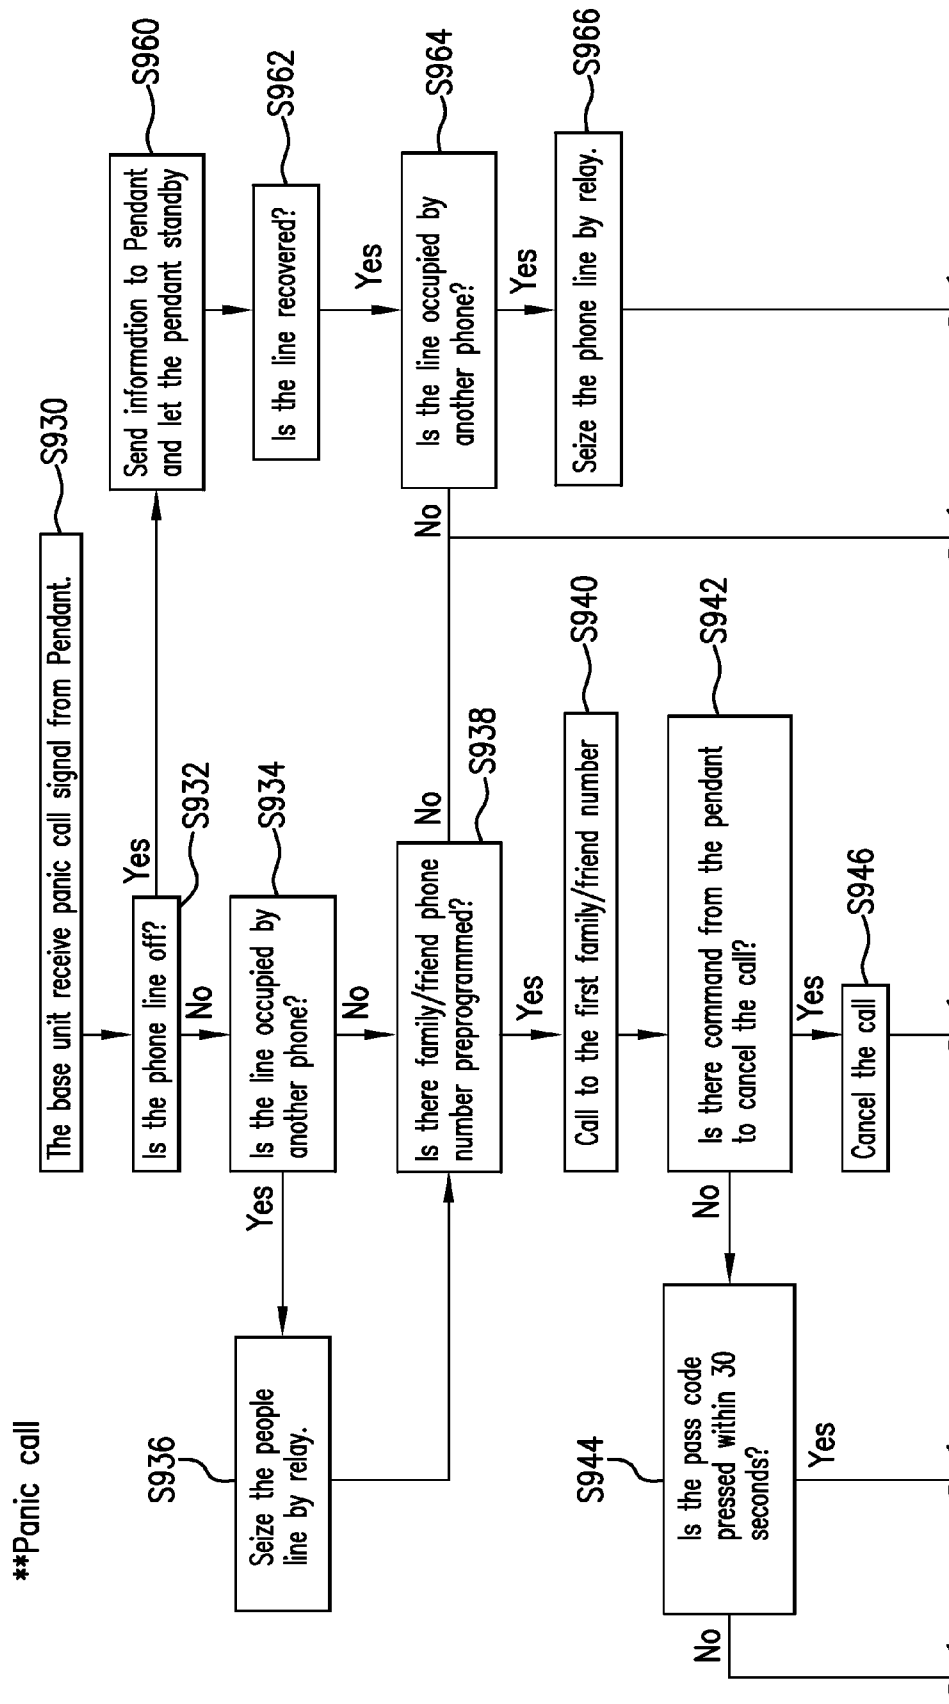 **Panic call
The base unit receive panic call signal from Pendant.
S930
Is the phone line off?
S932
Yes
No
Send information to Pendant
and let the pendant standby
S960
Is the line recovered?
S962
Yes
Is the line occupied by
another phone?
S934
Yes
No
Seize the people
line by relay.
S936
Is the line occupied by
another phone?
S964
No
Yes
Is there family/friend phone
number preprogrammed?
S938
No
Yes
Seize the phone line by relay.
S966
Call to the first family/friend number
S940
Is there command from the pendant
to cancel the call?
S942
No
Yes
Is the pass code
pressed within 30
seconds?
S944
No
Yes
Cancel the call
S946